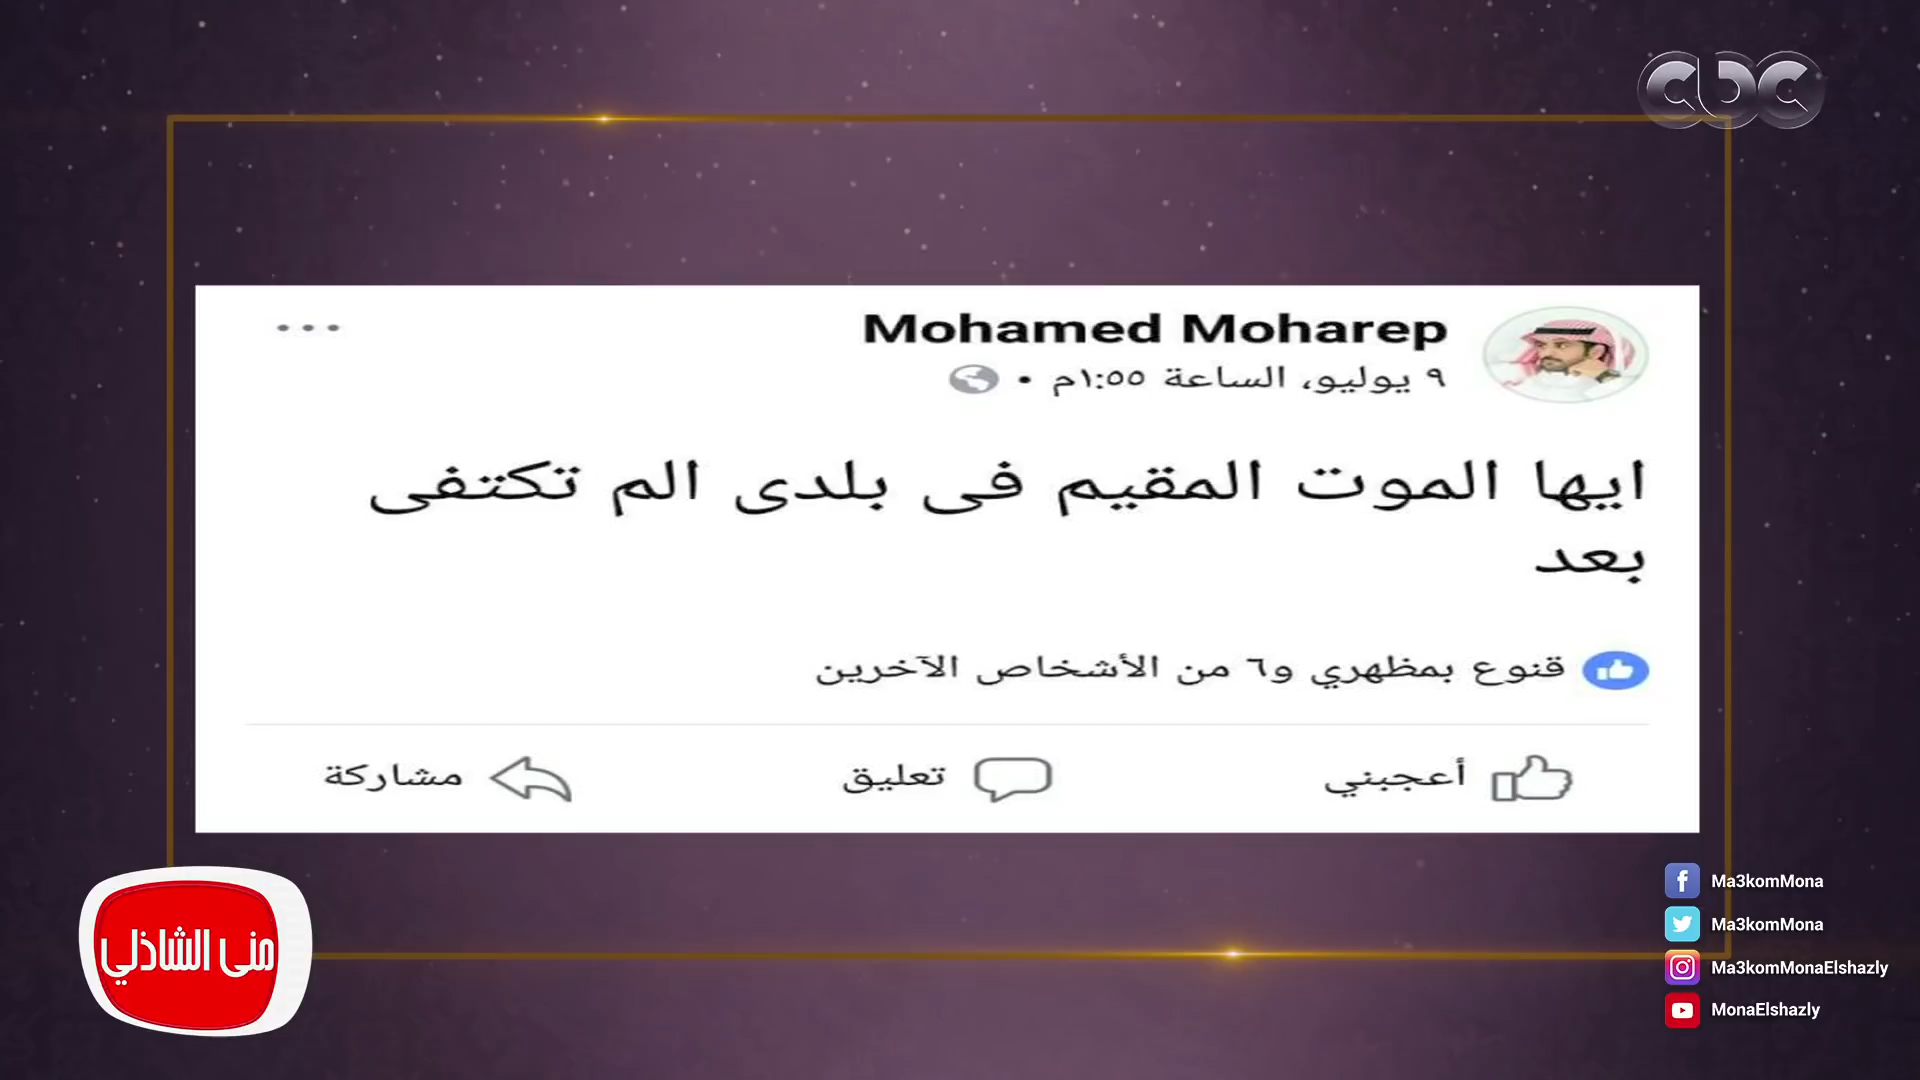 cbc
Mohamed Moharep
٩ يوليو، الساعة ١:٥٥م •
ايها الموت المقيم فى بلدى الم تكتفى
بعد
قنوع بمظهري و٦ من الأشخاص الآخرين
أعجبني
تعليق
مشاركة
منى الشاذلي
Ma3komMona
Ma3komMona
Ma3komMonaElshazly
MonaElshazly